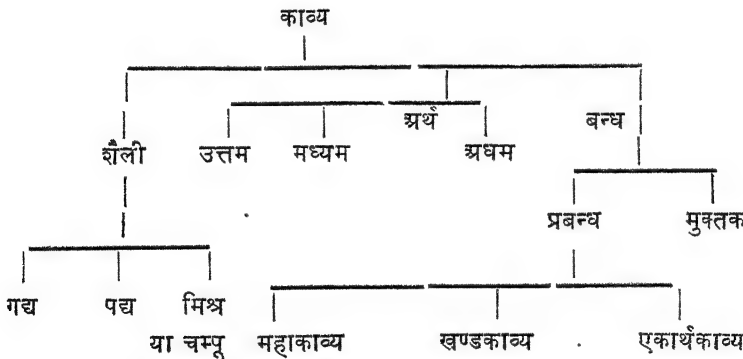 काव्य
अर्थ बन्ध
शैली उत्तम मध्यम अधम
प्रबन्ध मुक्तक
गद्य पद्य मिश्र
या चम्पू महाकाव्य खण्डकाव्य एकार्थकाव्य